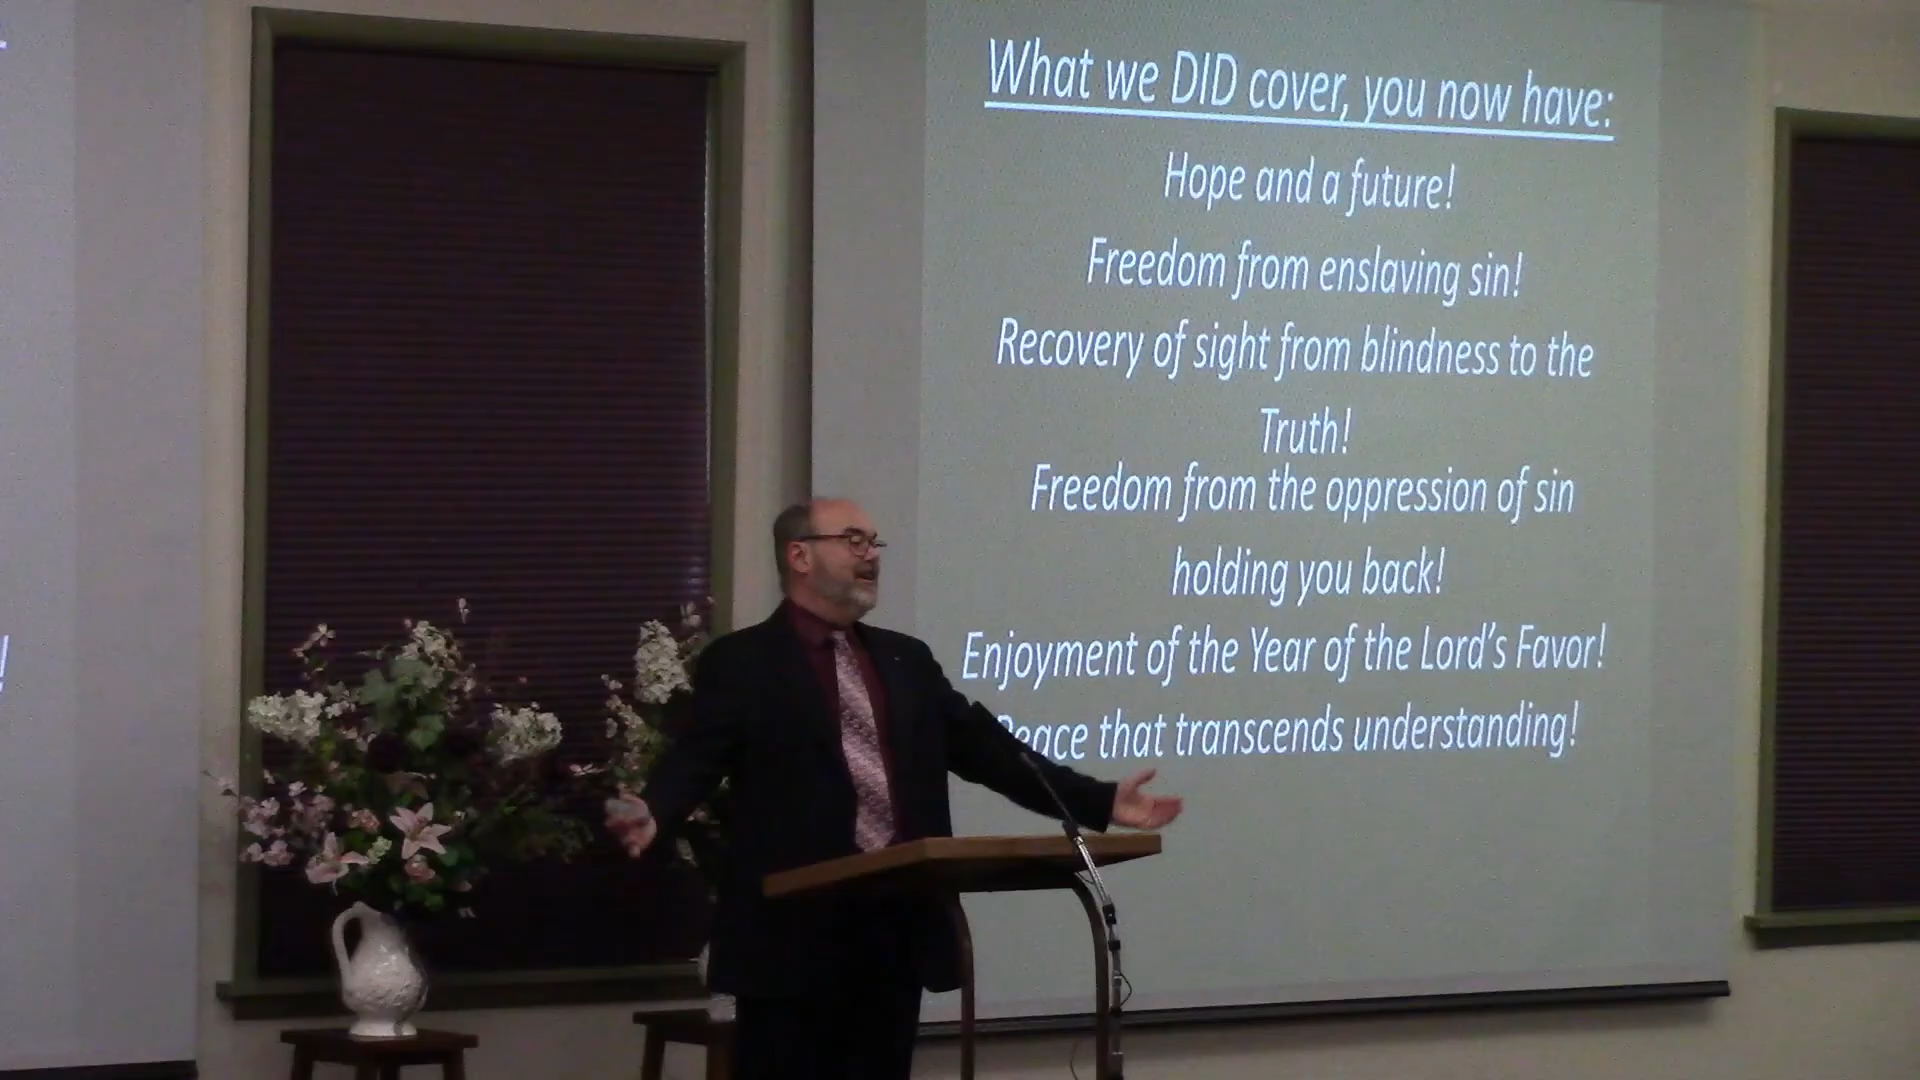 What we DID cover, you now have:
Hope and a future!
Freedom from enslaving sin!
Recovery of sight from blindness to the
Truth!
Freedom from the oppression of sin
holding you back!
Enjoyment of the Year of the Lord’s Favor!
Peace that transcends understanding!